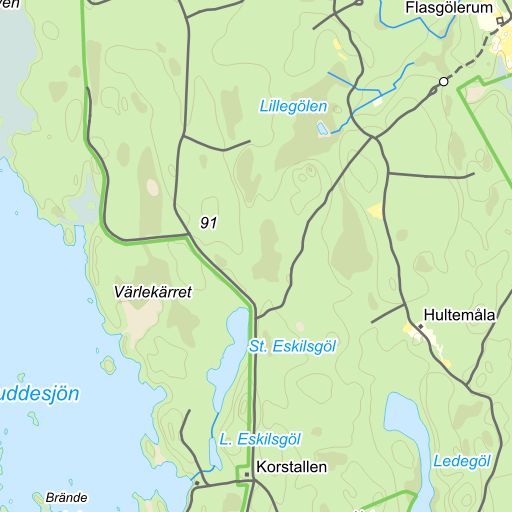 Flasgölerum
Lillegölen
91
Värlekärret
Hultemåla
St. Eskilsgöl
uddesjön
L. Eskilsgöl
Ledegöl
Korstallen
Brände